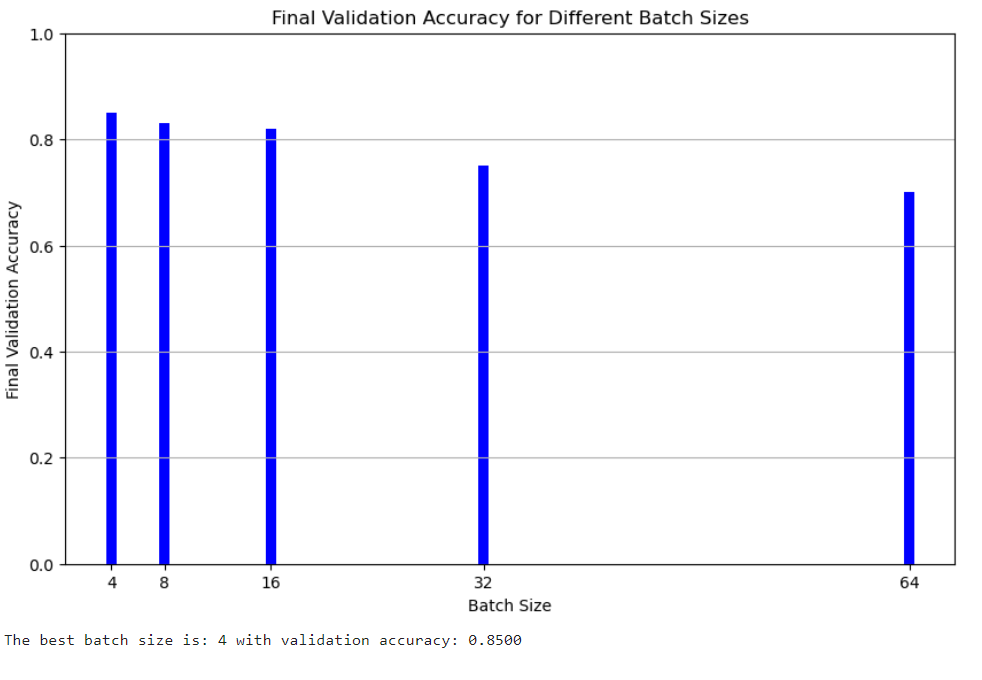 Final Validation Accuracy for Different Batch Sizes
1.0
0.8
0.6
0.4
0.2
0.0
Final Validation Accuracy
4 8 16 32 64
Batch Size
The best batch size is: 4 with validation accuracy: 0.8500